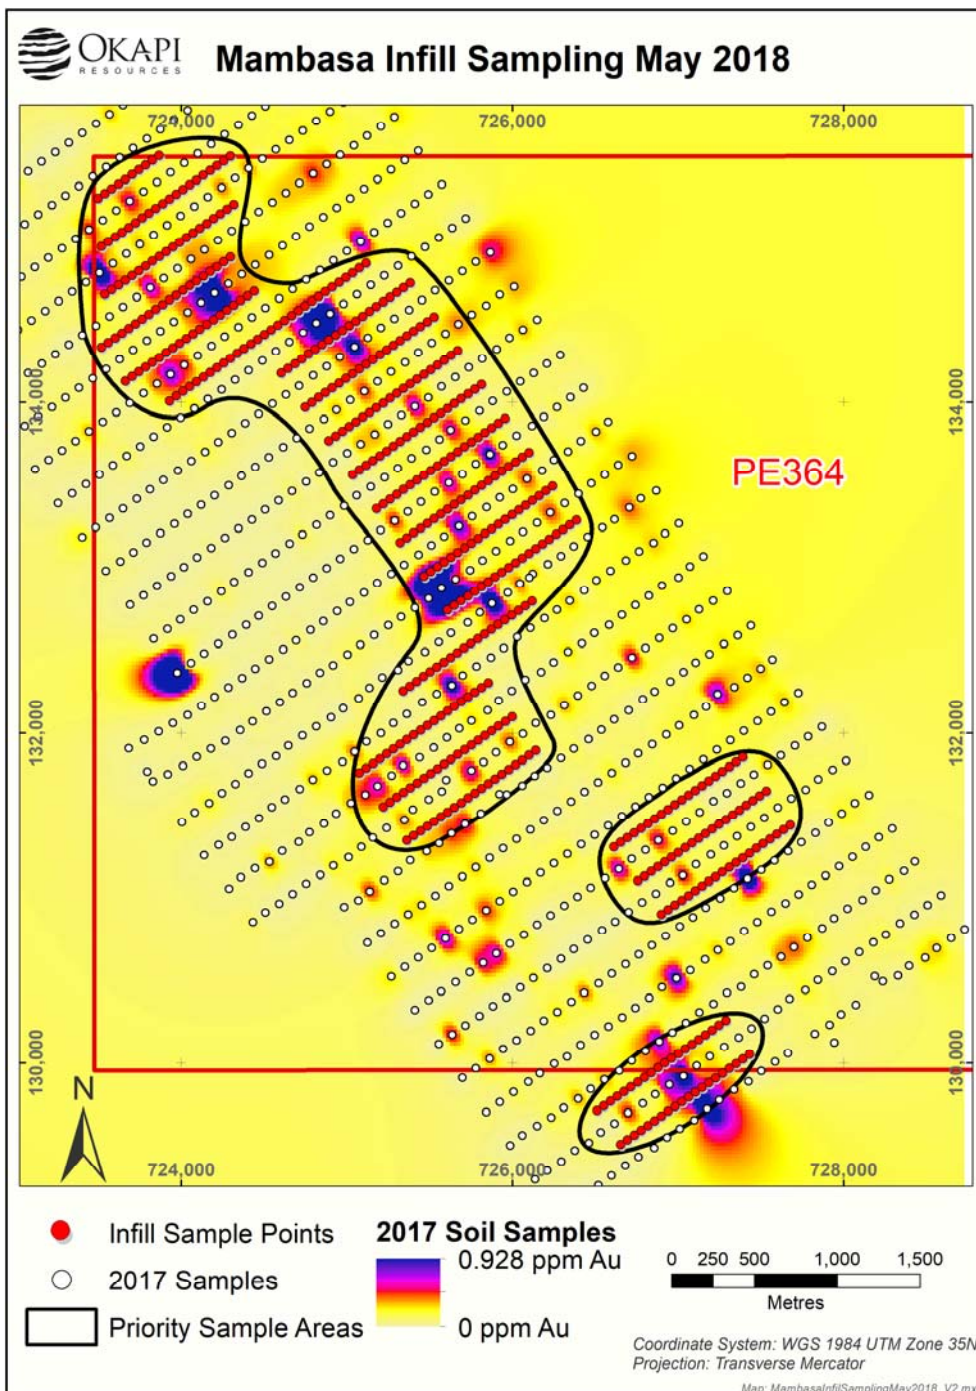 OKAPI
RESOURCES
Mambasa Infill Sampling May 2018
724,000 726,000 728,000
134,000 134,000
PE364
132,000 132,000
130,000 130,000
N
724,000 726,000 728,000
Infill Sample Points
2017 Samples
Priority Sample Areas
2017 Soil Samples
0.928 ppm Au
0 ppm Au
0 250 500 1,000 1,500
Metres
Coordinate System: WGS 1984 UTM Zone 35N
Projection: Transverse Mercator
Map: MambasaInfilSamplingMay2018_V2.mx